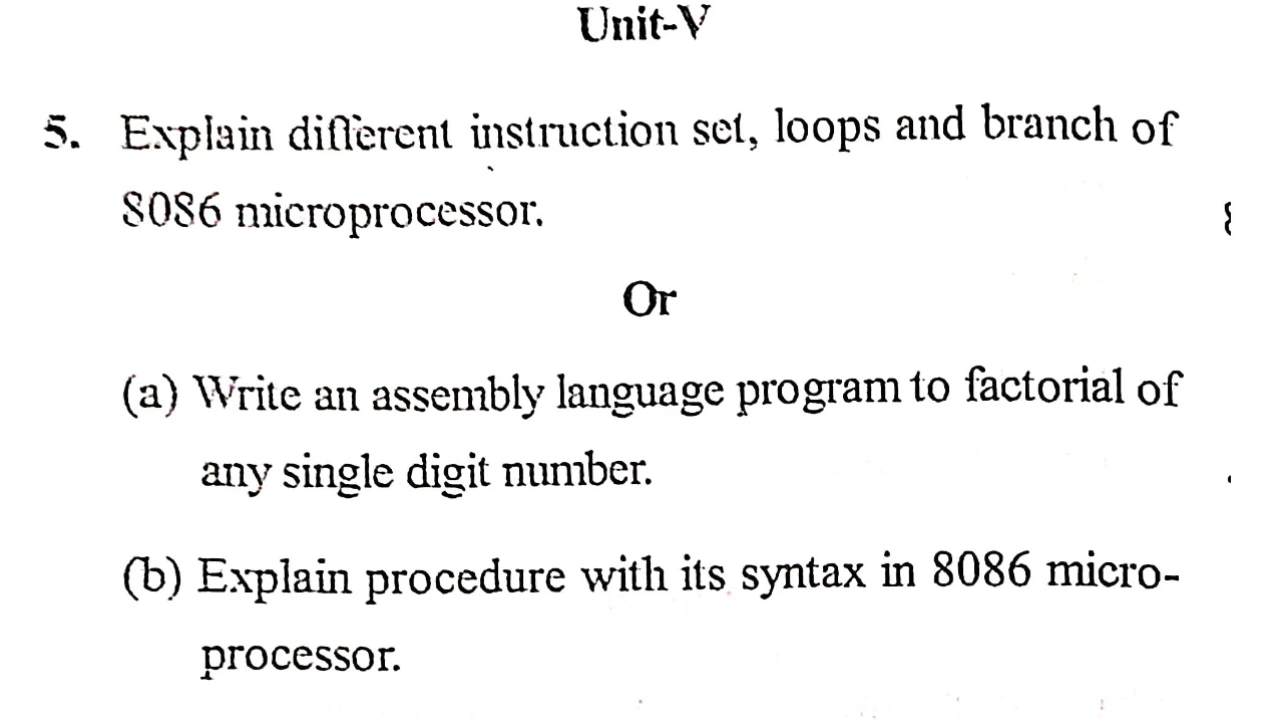 Unit-V
5. Explain different instruction set, loops and branch of
8086 microprocessor.
Or
(a) Write an assembly language program to factorial of
any single digit number.
(b) Explain procedure with its syntax in 8086 micro-
processor.